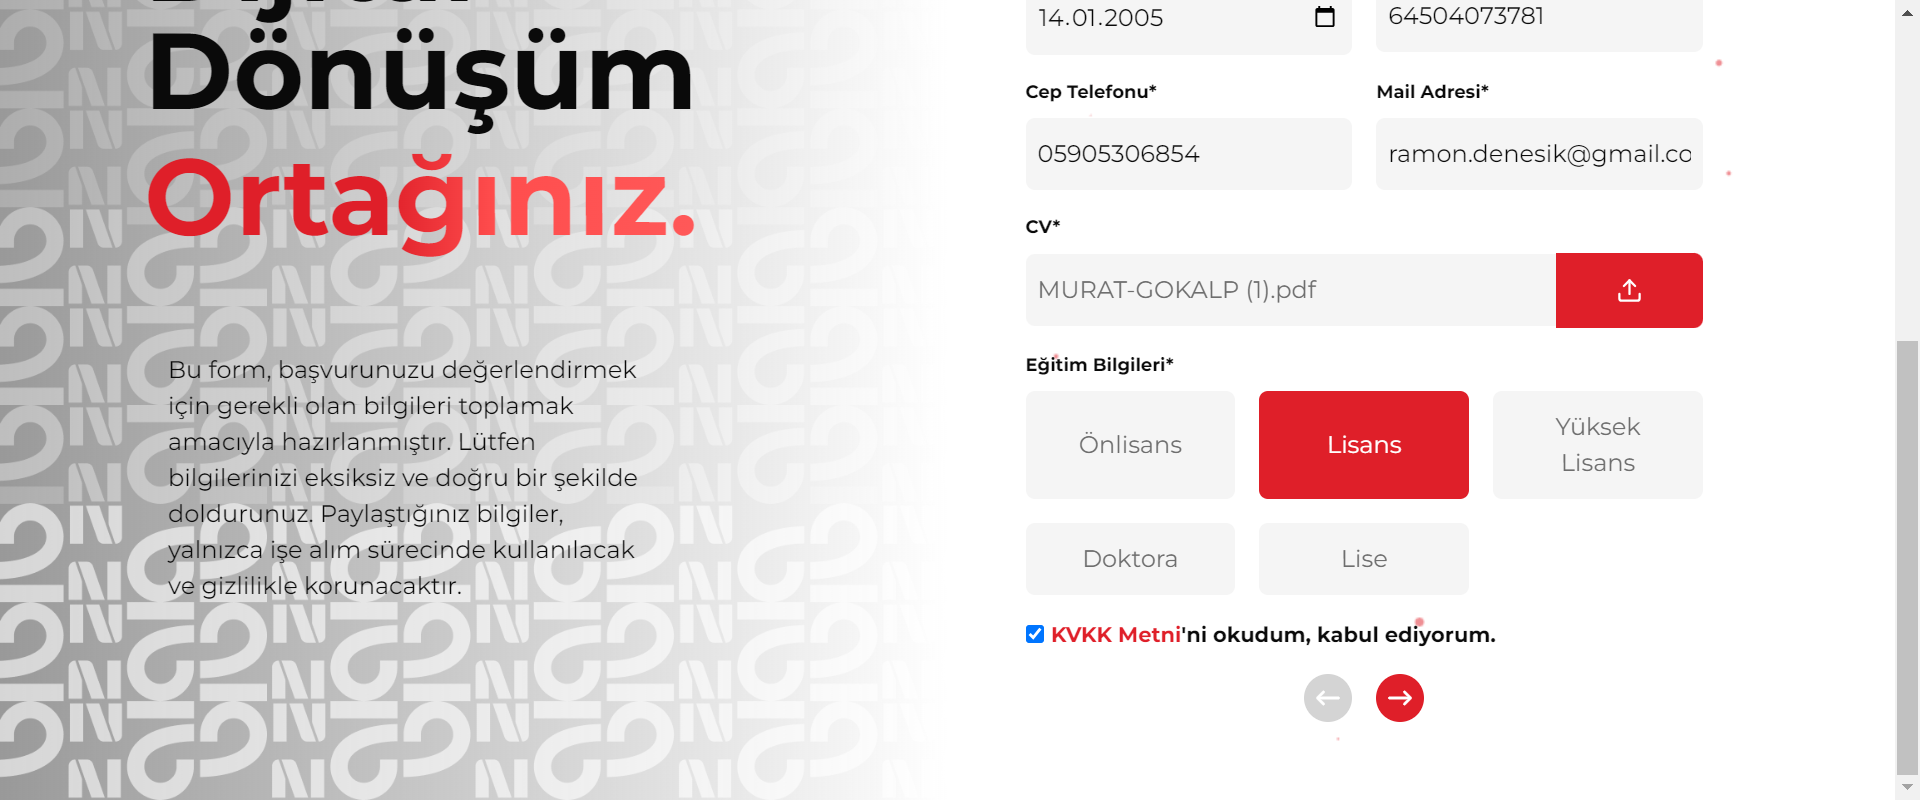 Dönüşüm
Ortağınız.
Bu form, başvurunuzu değerlendirmek
için gerekli olan bilgileri toplamak
amacıyla hazırlanmıştır. Lütfen
bilgilerinizi eksiksiz ve doğru bir şekilde
doldurunuz. Paylaştığınız bilgiler,
yalnızca işe alım sürecinde kullanılacak
ve gizlilikle korunacaktır.
14.01.2005
64504073781
Cep Telefonu*
Mail Adresi*
05905306854
ramon.denesik@gmail.co
CV*
MURAT-GOKALP (1).pdf
Eğitim Bilgileri*
Önlisans
Lisans
Yüksek
Lisans
Doktora
Lise
KVKK Metni'ni okudum, kabul ediyorum.